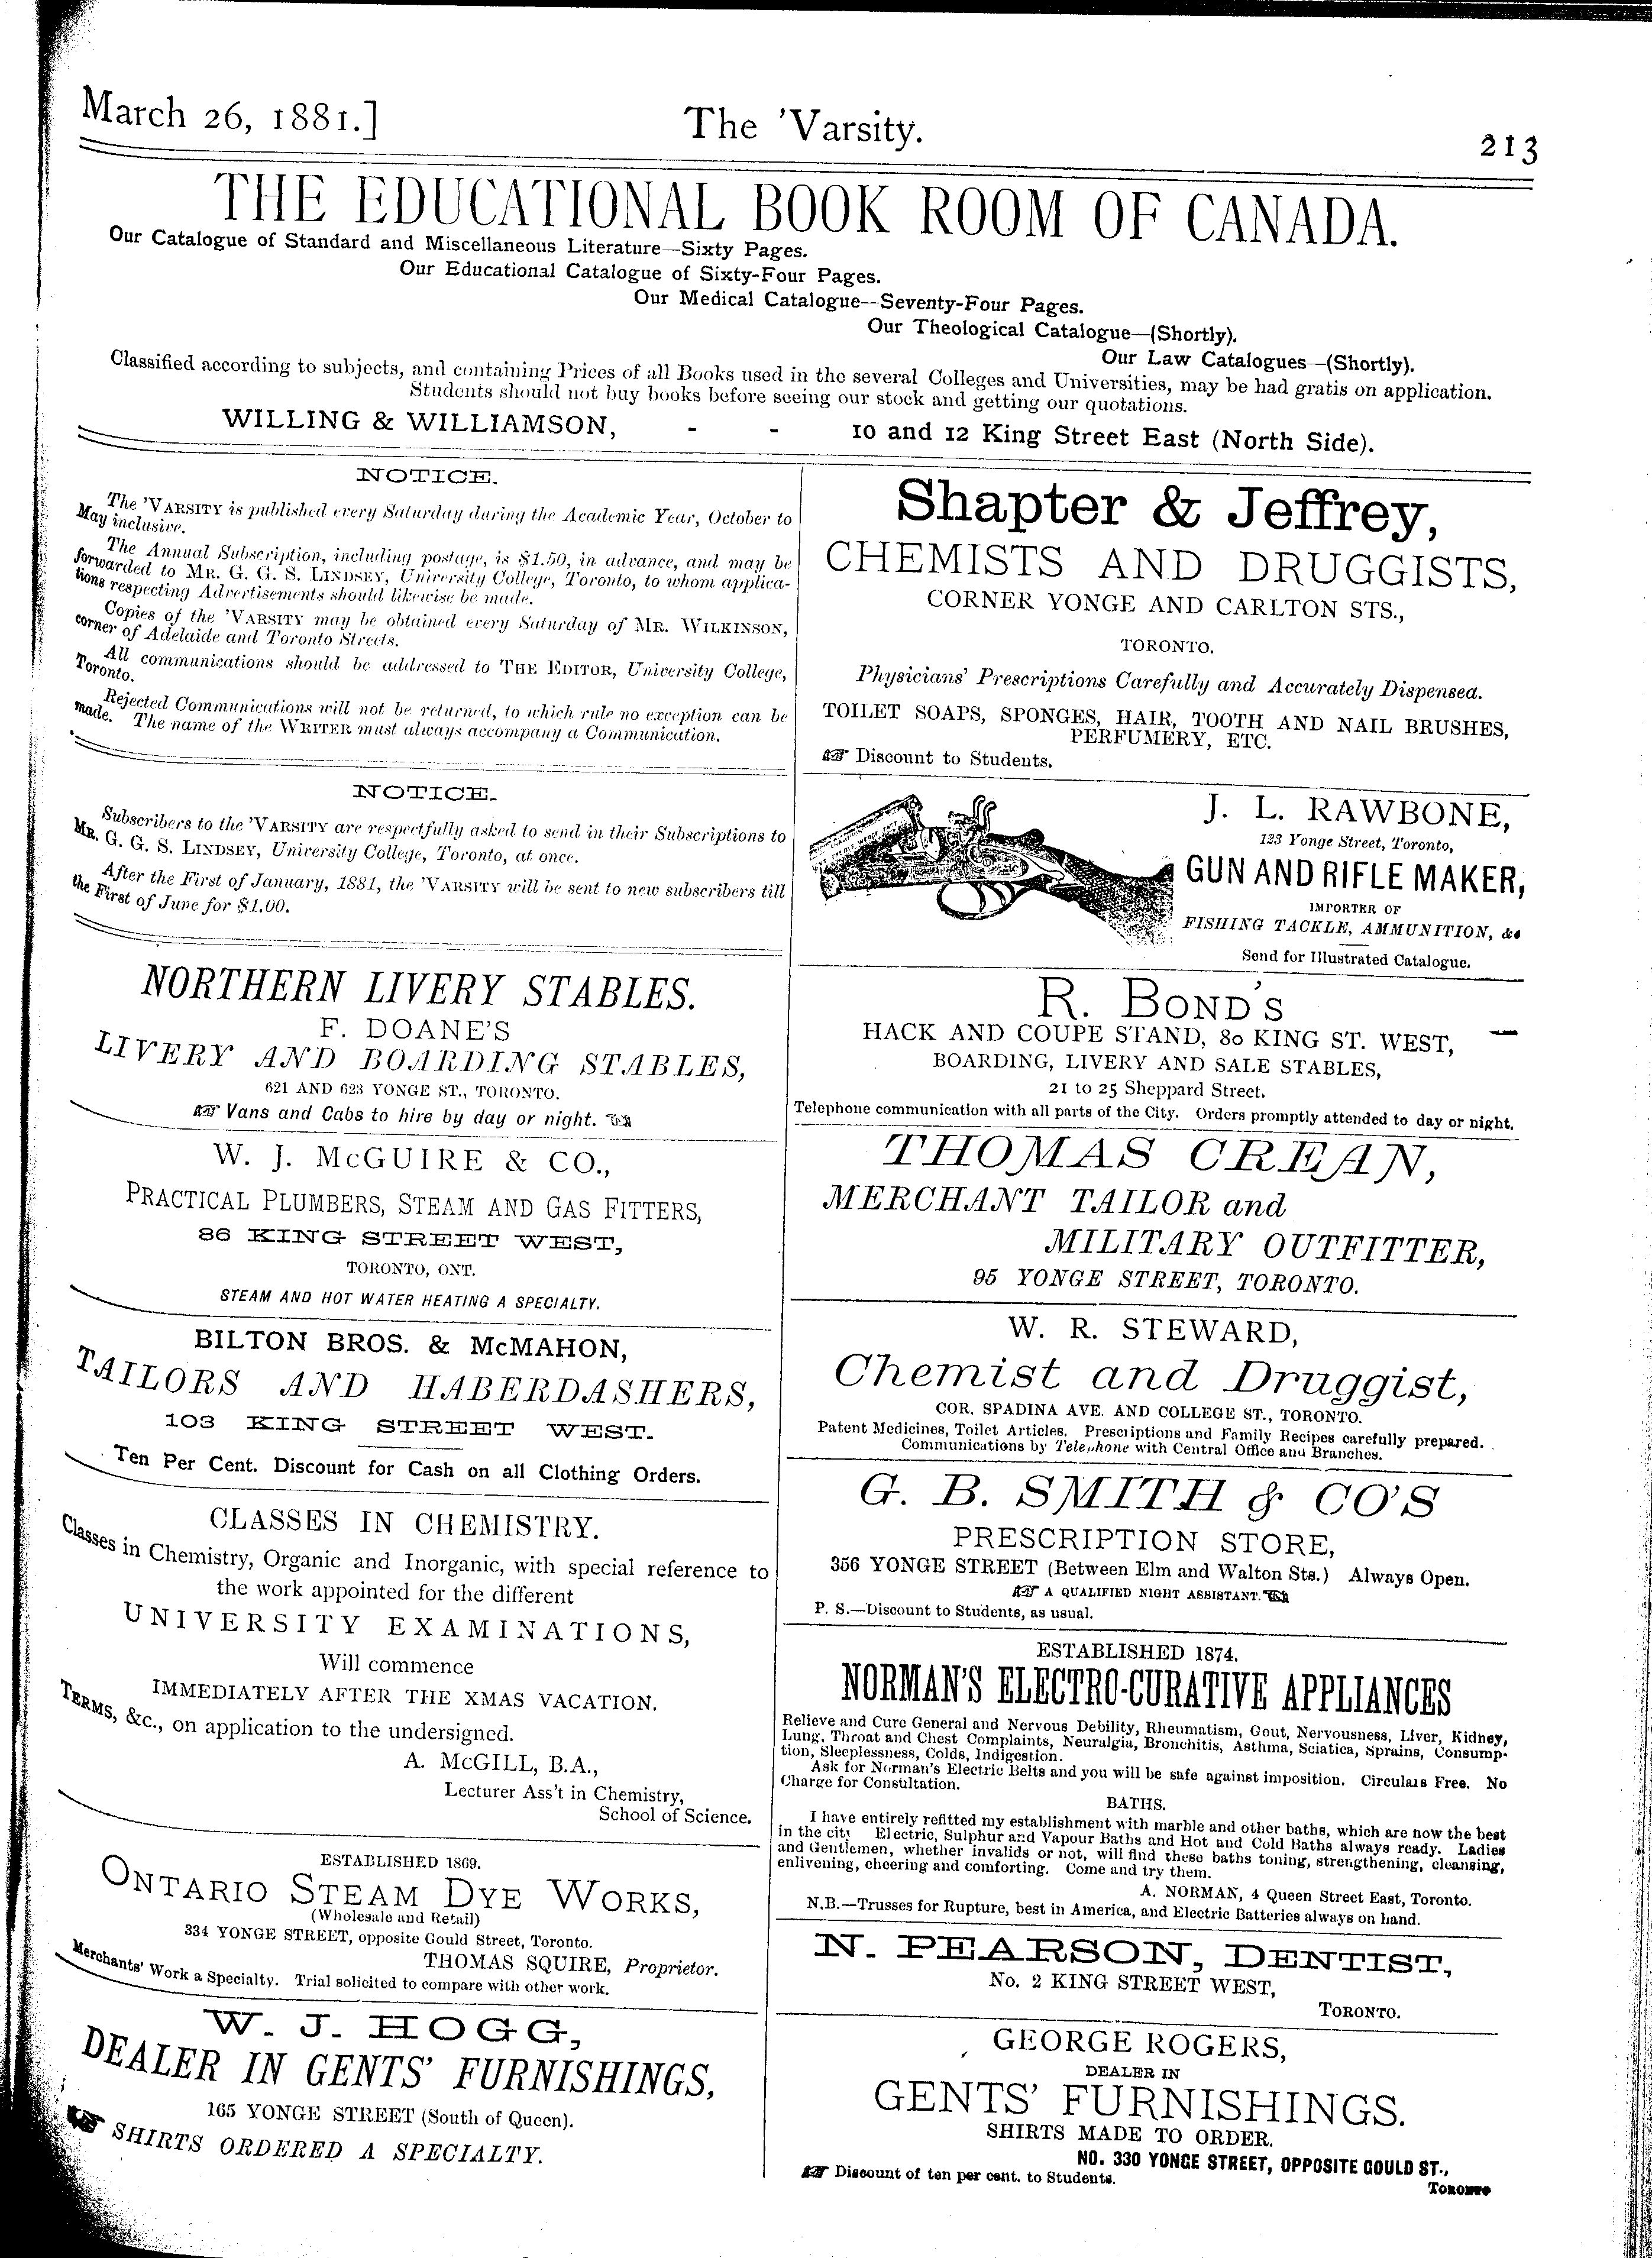 March 26, 1881.]
The 'Varsity.
213
THE EDUCATIONAL BOOK ROOM OF CANADA.
Our Catalogue of Standard and Miscellaneous Literature—Sixty Pages.
Our Educational Catalogue of Sixty-Four Pages.
Our Medical Catalogue—Seventy-Four Pages.
Our Theological Catalogue—(Shortly).
Our Law Catalogues—(Shortly).
Classified according to subjects, and containing Prices of all Books used in the several Colleges and Universities, may be had gratis on application.
Students should not buy books before seeing our stock and getting our quotations.
WILLING & WILLIAMSON, - - 10 and 12 King Street East (North Side).
NOTICE.
The 'VARSITY is published every Saturday during the Academic Year, October to
May inclusive.
The Annual Subscription, including postage, is $1.50, in advance, and may be
forwarded to MR. G. G. S. LINDSEY, University College, Toronto, to whom applica-
tions respecting Advertisements should likewise be made.
Copies of the 'VARSITY may be obtained every Saturday of MR. WILKINSON,
corner of Adelaide and Toronto Streets.
All communications should be addressed to THE EDITOR, University College,
Toronto.
Rejected Communications will not be returned, to which rule no exception can be
made. The name of the WRITER must always accompany a Communication.
NOTICE.
Subscribers to the 'VARSITY are respectfully asked to send in their Subscriptions to
MR. G. G. S. LINDSEY, University College, Toronto, at once.
After the First of January, 1881, the 'VARSITY will be sent to new subscribers till
the First of June for $1.00.
NORTHERN LIVERY STABLES.
F. DOANE'S
LIVERY AND BOARDING STABLES,
621 AND 623 YONGE ST., TORONTO.
Vans and Cabs to hire by day or night.
W. J. McGUIRE & CO.,
PRACTICAL PLUMBERS, STEAM AND GAS FITTERS,
86 KING STREET WEST,
TORONTO, ONT.
STEAM AND HOT WATER HEATING A SPECIALTY.
BILTON BROS. & McMAHON,
TAILORS AND HABERDASHERS,
103 KING STREET WEST.
Ten Per Cent. Discount for Cash on all Clothing Orders.
CLASSES IN CHEMISTRY.
Classes in Chemistry, Organic and Inorganic, with special reference to
the work appointed for the different
UNIVERSITY EXAMINATIONS,
Will commence
IMMEDIATELY AFTER THE XMAS VACATION.
TERMS, &c., on application to the undersigned.
A. McGILL, B.A.,
Lecturer Ass't in Chemistry,
School of Science.
ESTABLISHED 1869.
ONTARIO STEAM DYE WORKS,
(Wholesale and Retail)
334 YONGE STREET, opposite Gould Street, Toronto.
THOMAS SQUIRE, Proprietor.
Merchants' Work a Specialty. Trial solicited to compare with other work.
W. J. HOGG,
DEALER IN GENTS' FURNISHINGS,
165 YONGE STREET (South of Queen).
SHIRTS ORDERED A SPECIALTY.
Shapter & Jeffrey,
CHEMISTS AND DRUGGISTS,
CORNER YONGE AND CARLTON STS.,
TORONTO.
Physicians' Prescriptions Carefully and Accurately Dispensed.
TOILET SOAPS, SPONGES, HAIR, TOOTH AND NAIL BRUSHES,
PERFUMERY, ETC.
Discount to Students.
J. L. RAWBONE,
123 Yonge Street, Toronto,
GUN AND RIFLE MAKER,
IMPORTER OF
FISHING TACKLE, AMMUNITION, &c
Send for Illustrated Catalogue.
R. BOND'S
HACK AND COUPE STAND, 80 KING ST. WEST,
BOARDING, LIVERY AND SALE STABLES,
21 to 25 Sheppard Street.
Telephone communication with all parts of the City. Orders promptly attended to day or night.
THOMAS CREAN,
MERCHANT TAILOR and
MILITARY OUTFITTER,
95 YONGE STREET, TORONTO.
W. R. STEWARD,
Chemist and Druggist,
COR. SPADINA AVE. AND COLLEGE ST., TORONTO.
Patent Medicines, Toilet Articles. Prescriptions and Family Recipes carefully prepared.
Communications by Telephone with Central Office and Branches.
G. B. SMITH & CO'S
PRESCRIPTION STORE,
356 YONGE STREET (Between Elm and Walton Sts.) Always Open.
A QUALIFIED NIGHT ASSISTANT.
P. S.—Discount to Students, as usual.
ESTABLISHED 1874.
NORMAN'S ELECTRO-CURATIVE APPLIANCES
Relieve and Cure General and Nervous Debility, Rheumatism, Gout, Nervousness, Liver, Kidney,
Lung, Throat and Chest Complaints, Neuralgia, Bronchitis, Asthma, Sciatica, Sprains, Consump-
tion, Sleeplessness, Colds, Indigestion.
Ask for Norman's Electric Belts and you will be safe against imposition. Circulars Free. No
Charge for Consultation.
BATHS.
I have entirely refitted my establishment with marble and other baths, which are now the best
in the city Electric, Sulphur and Vapour Baths and Hot and Cold Baths always ready. Ladies
and Gentlemen, whether invalids or not, will find these baths toning, strengthening, cleansing,
enlivening, cheering and comforting. Come and try them.
A. NORMAN, 4 Queen Street East, Toronto.
N.B.—Trusses for Rupture, best in America, and Electric Batteries always on hand.
N. PEARSON, DENTIST,
No. 2 KING STREET WEST,
TORONTO.
GEORGE ROGERS,
DEALER IN
GENTS' FURNISHINGS.
SHIRTS MADE TO ORDER.
NO. 330 YONGE STREET, OPPOSITE GOULD ST.,
Discount of ten per cent. to Students.
TORONTO